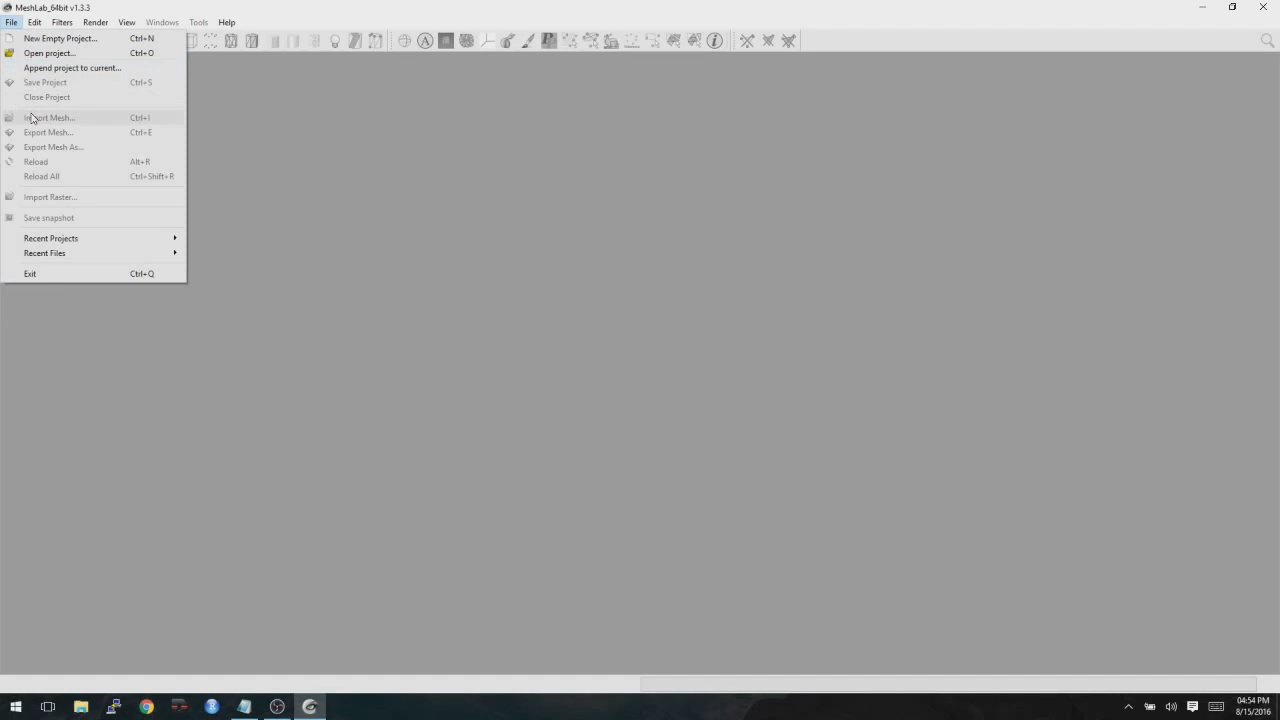 MeshLab_64bit v1.3.3
File Edit Filters Render View Windows Tools Help
New Empty Project... Ctrl+N
Open project... Ctrl+O
Append project to current...
Save Project Ctrl+S
Close Project
Import Mesh... Ctrl+I
Export Mesh... Ctrl+E
Export Mesh As...
Reload Alt+R
Reload All Ctrl+Shift+R
Import Raster...
Save snapshot
Recent Projects
Recent Files
Exit Ctrl+Q
04:54 PM
8/15/2016